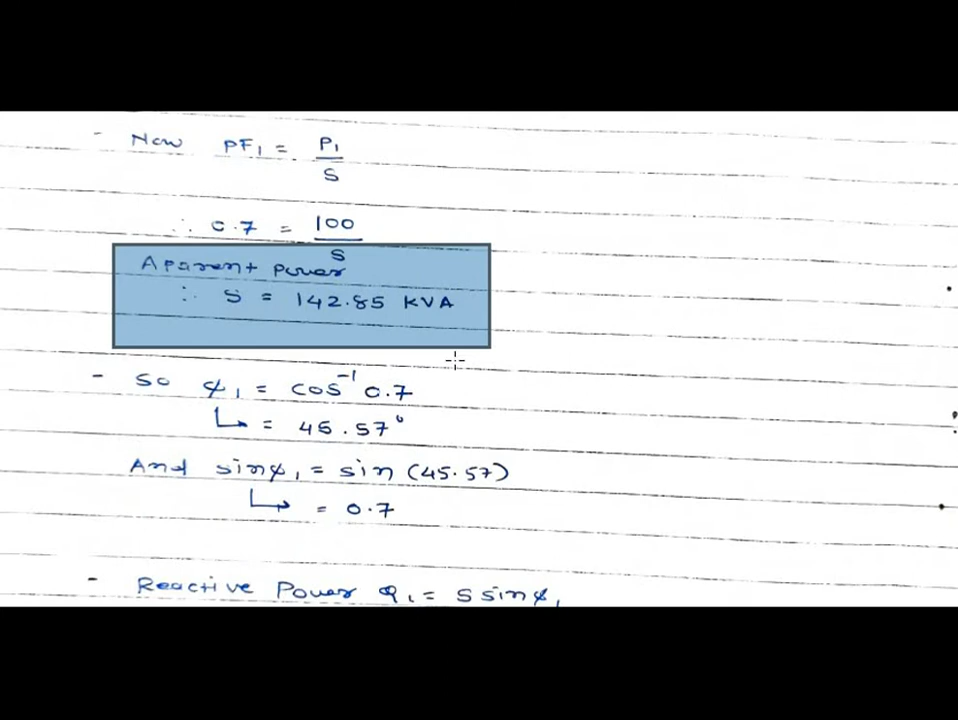 - Now PF₁ = P₁ / S
∴ 0.7 = 100 / S
Aparent power
∴ S = 142.85 KVA
- So φ₁ = cos⁻¹ 0.7
↳ = 45.57°
And sinφ₁ = sin (45.57)
↳ = 0.7
- Reactive Power Q₁ = S sinφ₁